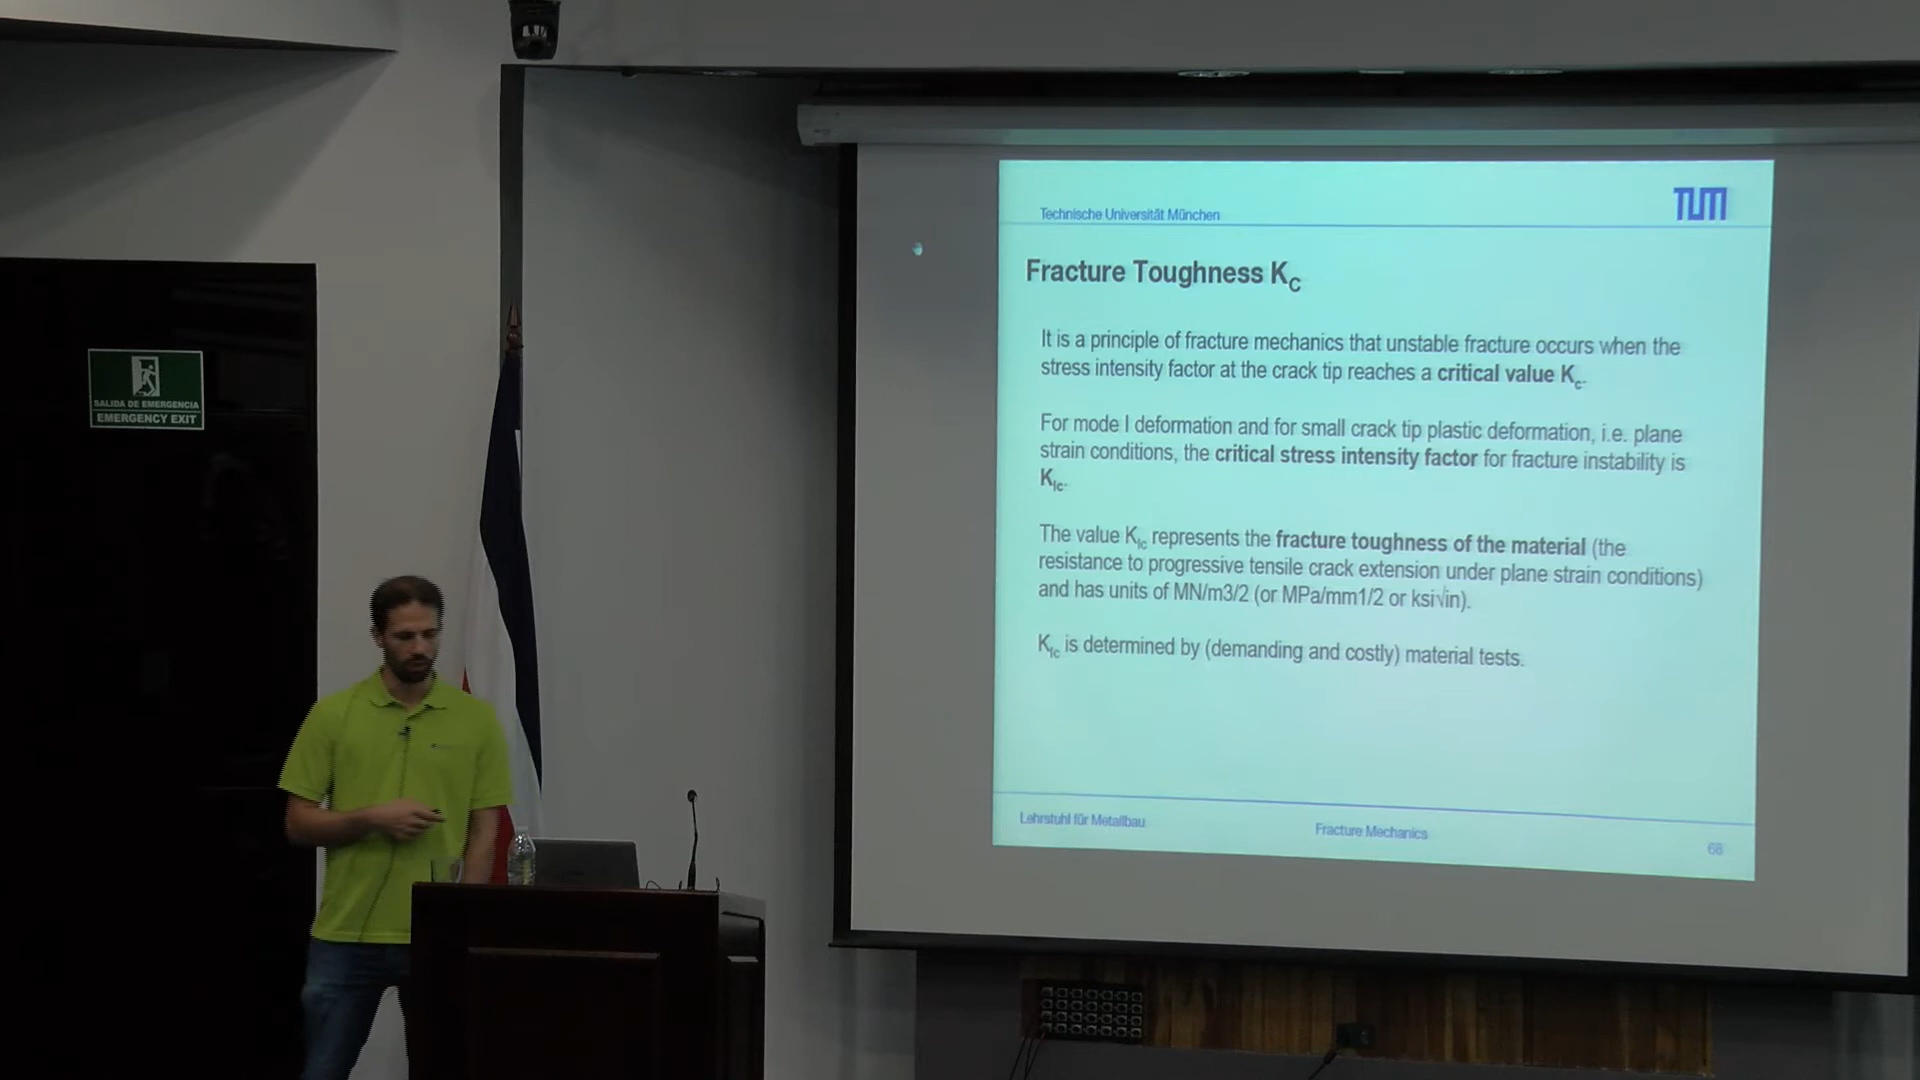 SALIDA DE EMERGENCIA
EMERGENCY EXIT
Technische Universität München
TUM
Fracture Toughness K_C
It is a principle of fracture mechanics that unstable fracture occurs when the
stress intensity factor at the crack tip reaches a critical value K_c.
For mode I deformation and for small crack tip plastic deformation, i.e. plane
strain conditions, the critical stress intensity factor for fracture instability is
K_Ic.
The value K_Ic represents the fracture toughness of the material (the
resistance to progressive tensile crack extension under plane strain conditions)
and has units of MN/m3/2 (or MPa/mm1/2 or ksi√in).
K_Ic is determined by (demanding and costly) material tests.
Lehrstuhl für Metallbau
Fracture Mechanics
68